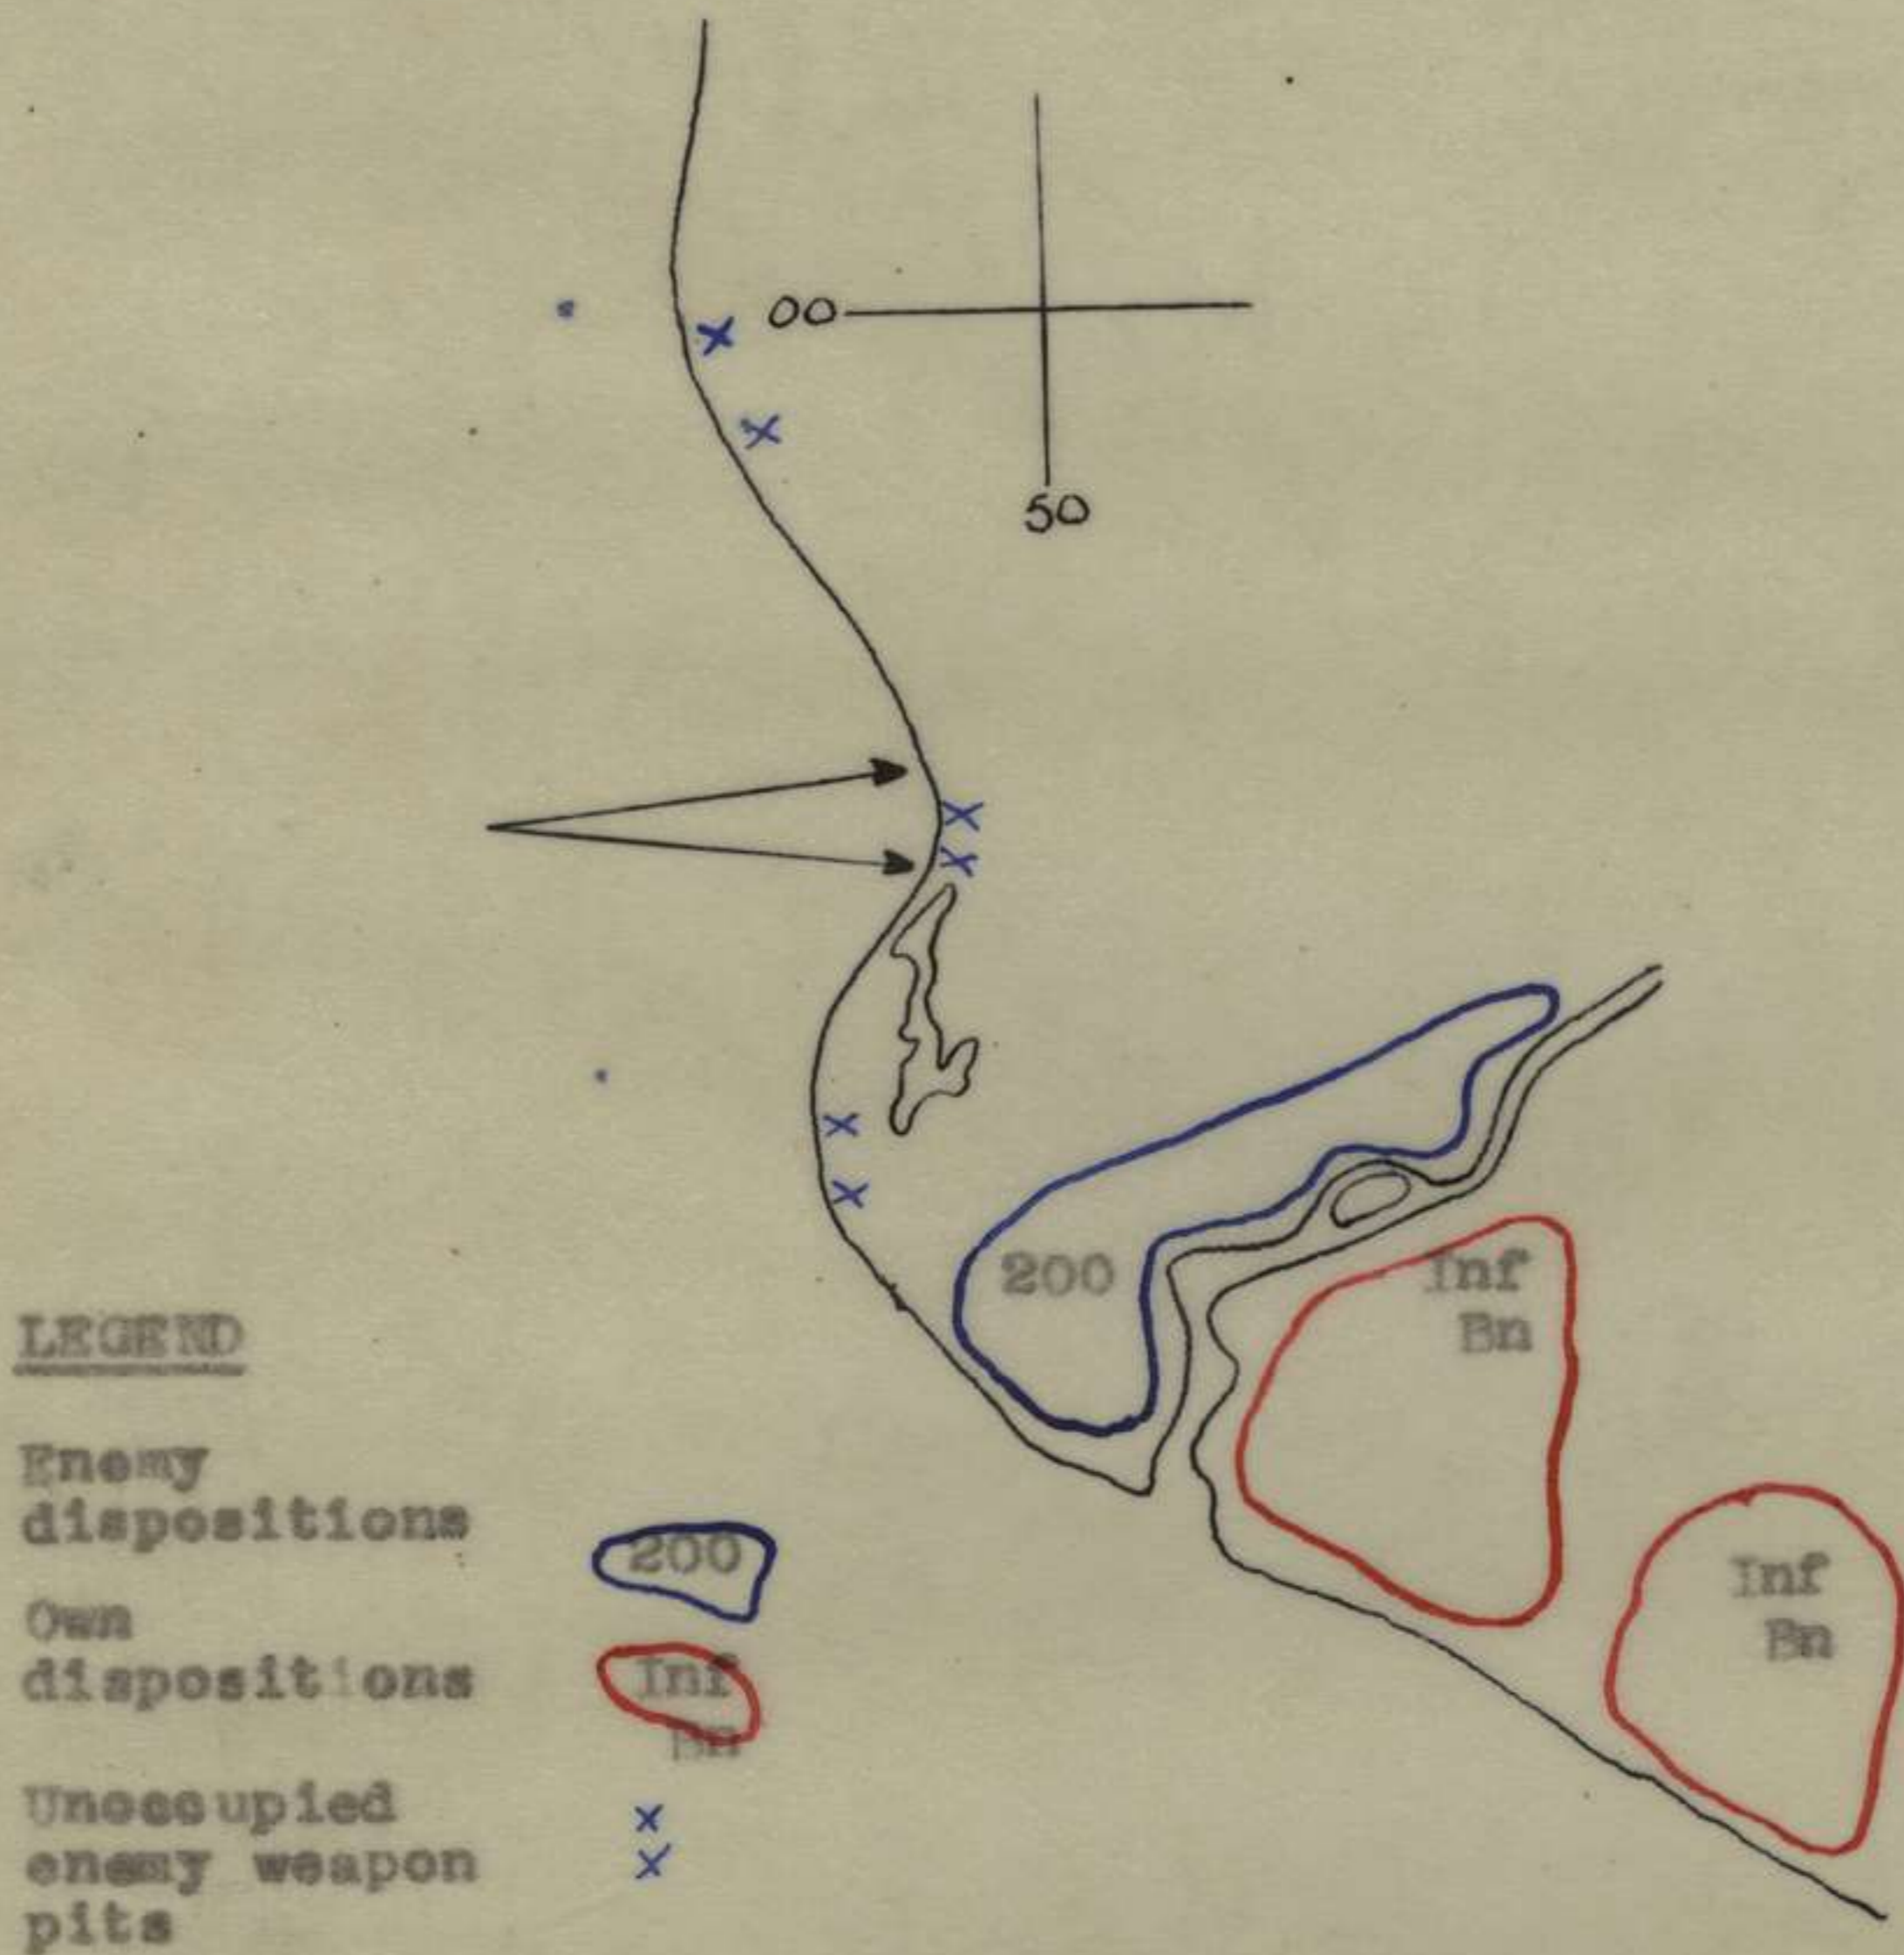 00
50
200
Inf
Bn
Inf
Bn
LEGEND
Enemy
dispositions
200
Own
dispositions
Inf
Bn
Unoccupied
enemy weapon
pits